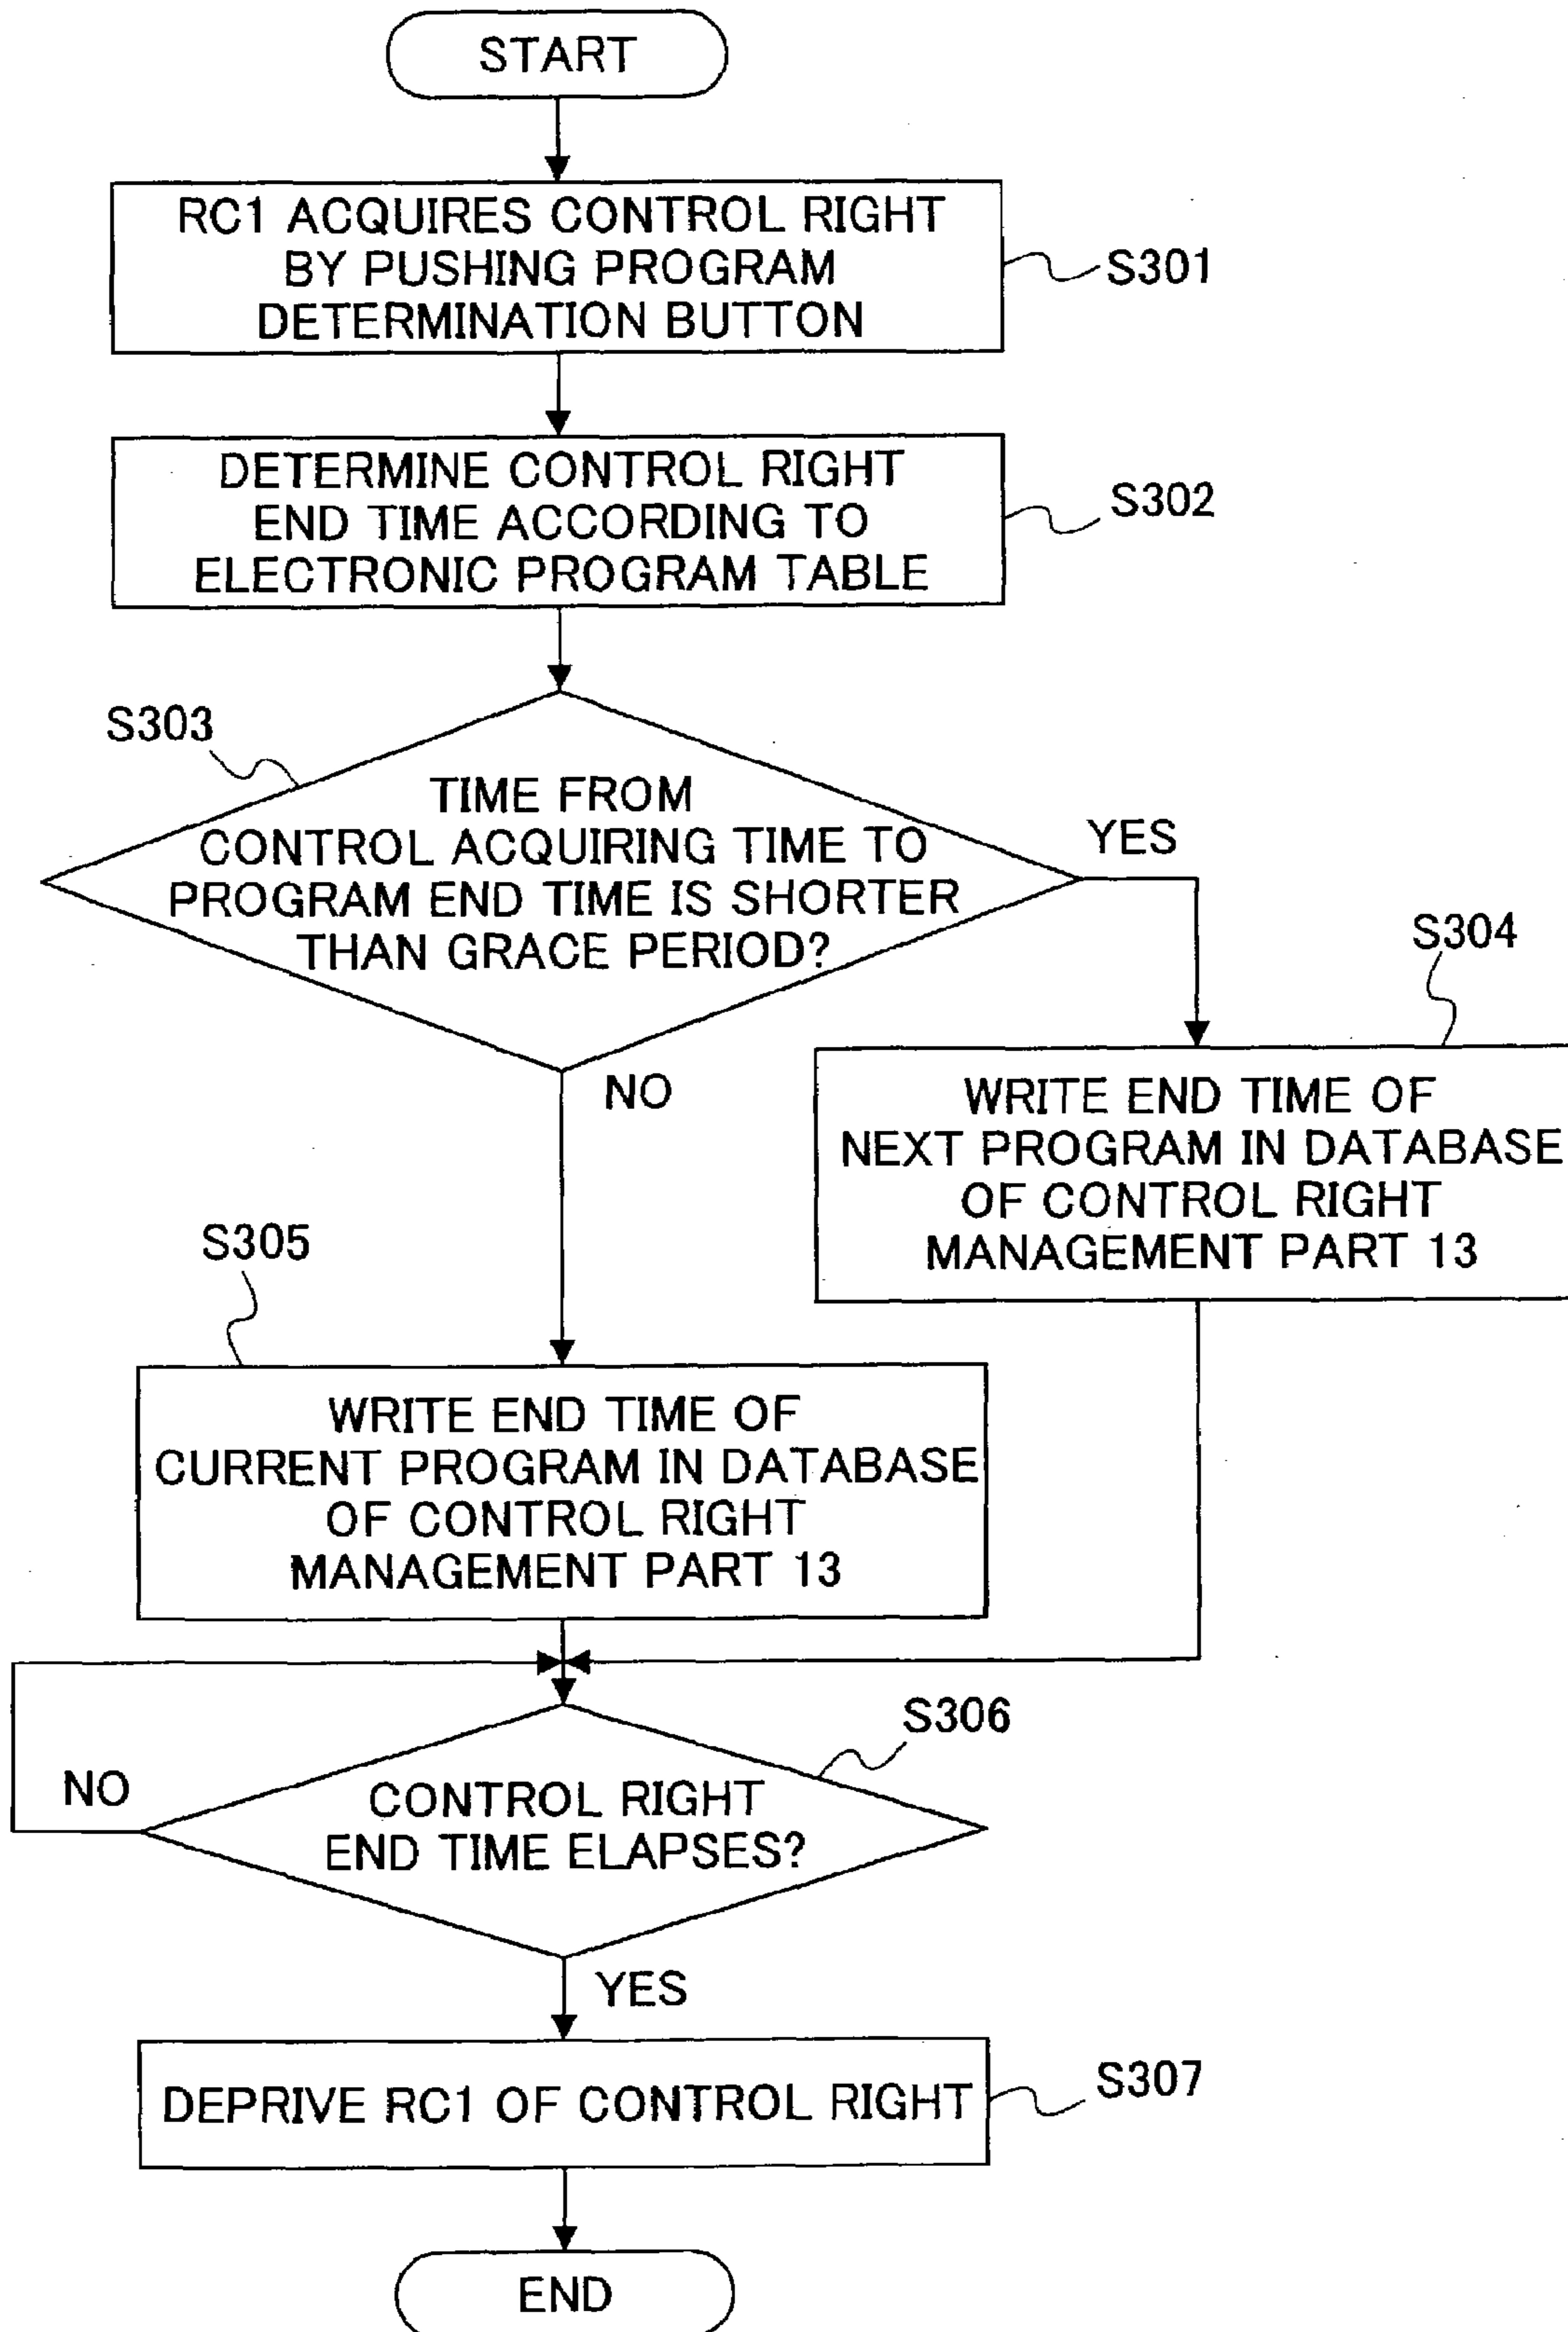 START
RC1 ACQUIRES CONTROL RIGHT
BY PUSHING PROGRAM
DETERMINATION BUTTON
S301
DETERMINE CONTROL RIGHT
END TIME ACCORDING TO
ELECTRONIC PROGRAM TABLE
S302
S303
TIME FROM
CONTROL ACQUIRING TIME TO
PROGRAM END TIME IS SHORTER
THAN GRACE PERIOD?
YES
NO
S304
WRITE END TIME OF
NEXT PROGRAM IN DATABASE
OF CONTROL RIGHT
MANAGEMENT PART 13
S305
WRITE END TIME OF
CURRENT PROGRAM IN DATABASE
OF CONTROL RIGHT
MANAGEMENT PART 13
S306
NO
CONTROL RIGHT
END TIME ELAPSES?
YES
DEPRIVE RC1 OF CONTROL RIGHT
S307
END